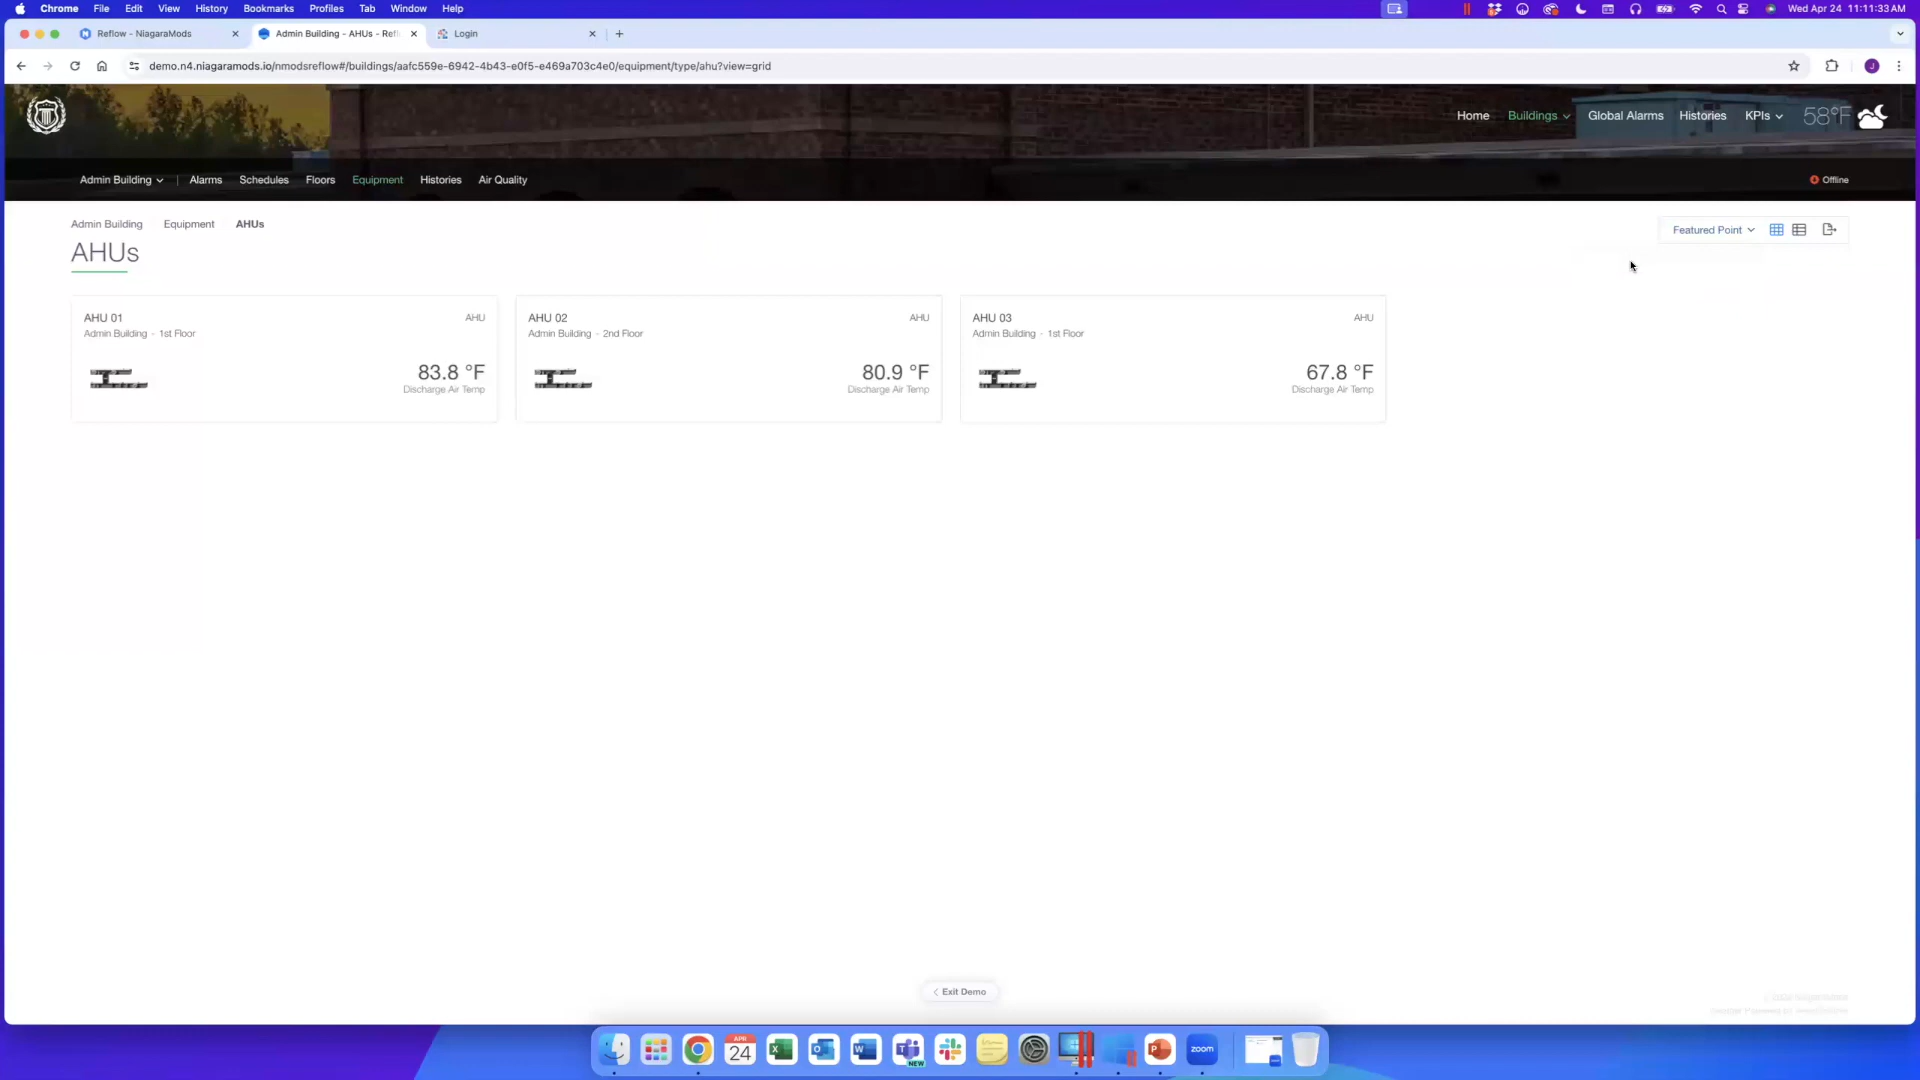 Chrome File Edit View History Bookmarks Profiles Tab Window Help Wed Apr 24 11:11:33 AM
Reflow - NiagaraMods Admin Building - AHUs - Refl Login
demo.n4.niagaramods.io/nmodsreflow#/buildings/aafc559e-6942-4b43-e0f5-e469a703c4e0/equipment/type/ahu?view=grid J
Home Buildings Global Alarms Histories KPIs 58°F
Admin Building | Alarms Schedules Floors Equipment Histories Air Quality Offline
Admin Building Equipment AHUs
Featured Point
AHUs
AHU 01 AHU
Admin Building - 1st Floor
83.8 °F
Discharge Air Temp
AHU 02 AHU
Admin Building - 2nd Floor
80.9 °F
Discharge Air Temp
AHU 03 AHU
Admin Building - 1st Floor
67.8 °F
Discharge Air Temp
Exit Demo
APR
24
NEW
zoom